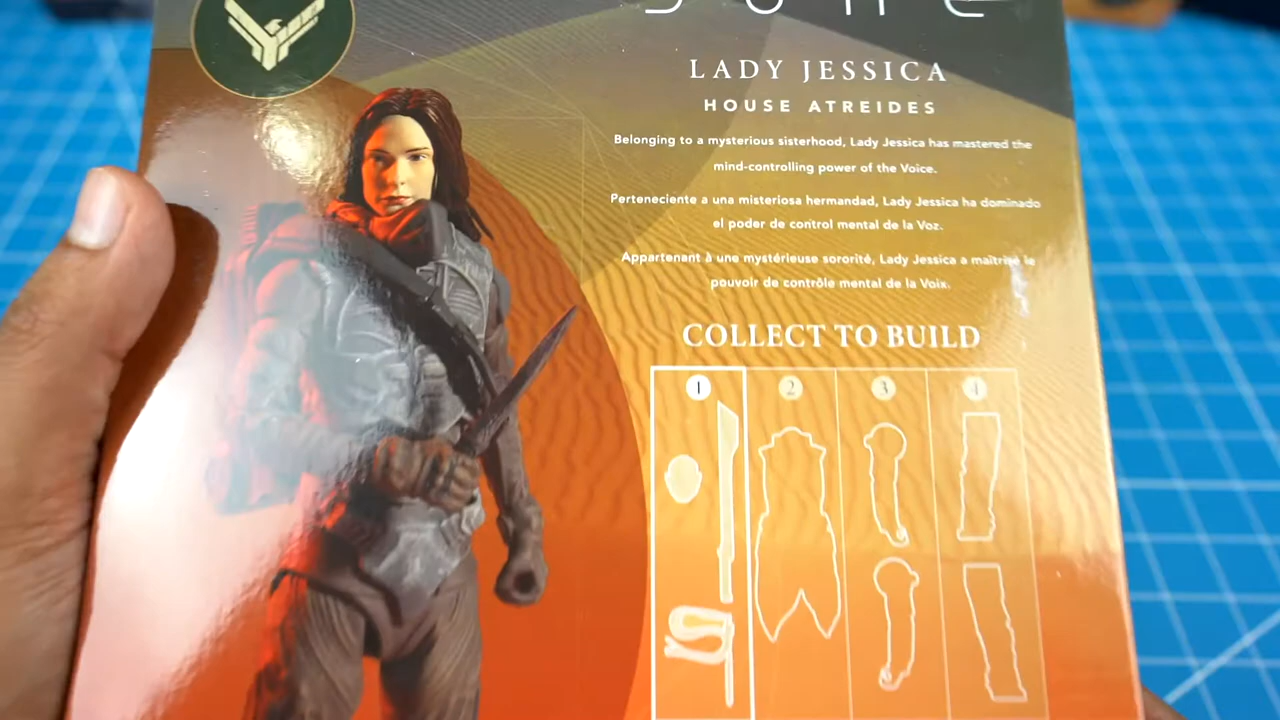 DUNE
LADY JESSICA
HOUSE ATREIDES
Belonging to a mysterious sisterhood, Lady Jessica has mastered the
mind-controlling power of the Voice.
Perteneciente a una misteriosa hermandad, Lady Jessica ha dominado
el poder de control mental de la Voz.
Appartenant à une mystérieuse sororité, Lady Jessica a maîtrisé le
pouvoir de contrôle mental de la Voix.
COLLECT TO BUILD
1 2 3 4